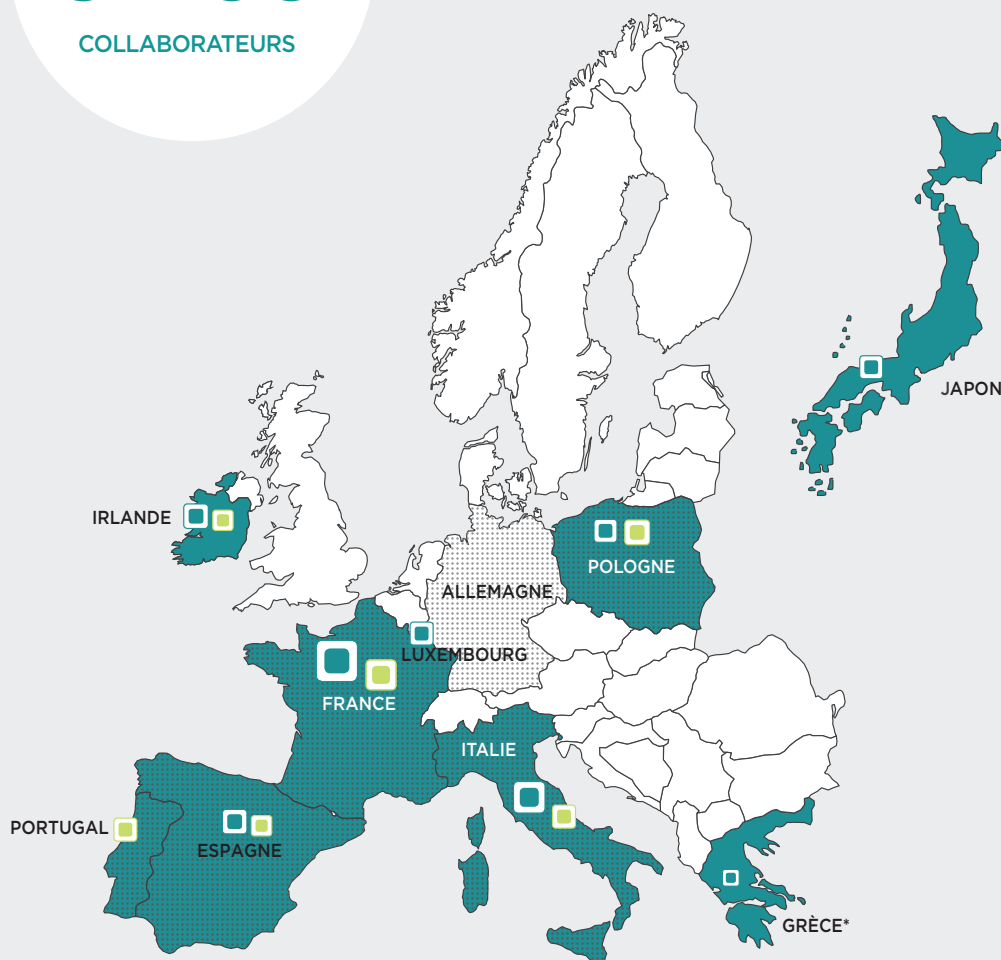 COLLABORATEURS
JAPON
IRLANDE
POLOGNE
ALLEMAGNE
LUXEMBOURG
FRANCE
ITALIE
PORTUGAL
ESPAGNE
GRÈCE*